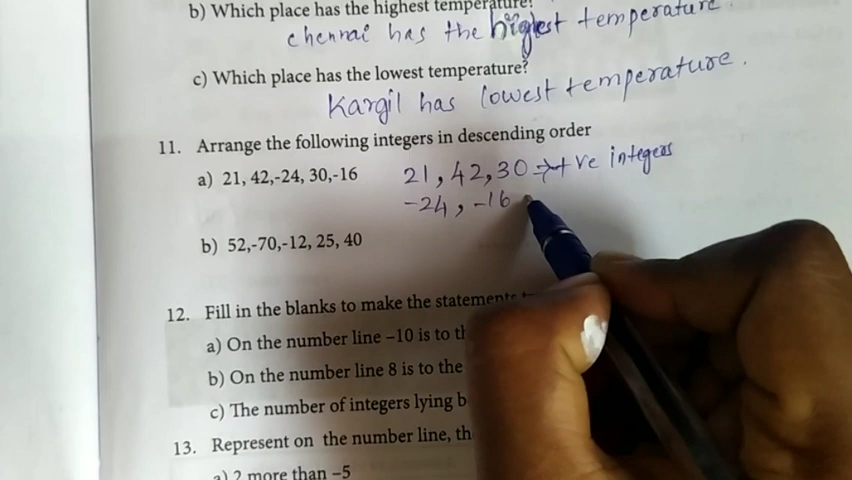 b) Which place has the highest temperature?
chennai has the highest temperature.
c) Which place has the lowest temperature?
Kargil has lowest temperature.
11. Arrange the following integers in descending order
a) 21, 42,-24, 30,-16 21, 42, 30 → +ve integers
-24, -16
b) 52,-70,-12, 25, 40
12. Fill in the blanks to make the statements
a) On the number line −10 is to
b) On the number line 8 is to the
c) The number of integers lying
13. Represent on the number line,
a) 2 more than −5